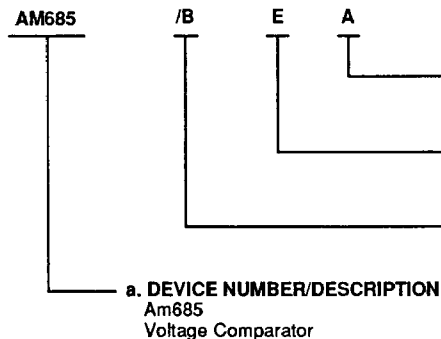 AM685 /B E A
a. DEVICE NUMBER/DESCRIPTION
Am685
Voltage Comparator